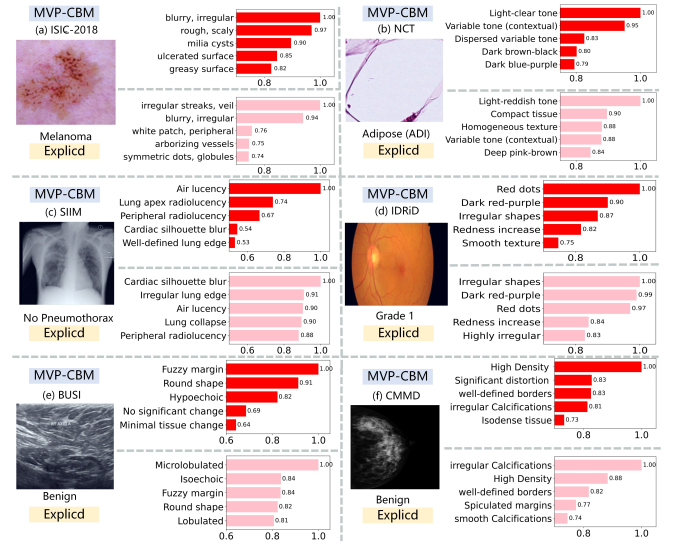 MVP-CBM
(a) ISIC-2018
Melanoma
Explicd
blurry, irregular 1.00
rough, scaly 0.97
milia cysts 0.90
ulcerated surface 0.85
greasy surface 0.82
0.8 1.0
irregular streaks, veil 1.00
blurry, irregular 0.94
white patch, peripheral 0.76
arborizing vessels 0.75
symmetric dots, globules 0.74
0.8 1.0
MVP-CBM
(b) NCT
Adipose (ADI)
Explicd
Light-clear tone 1.00
Variable tone (contextual) 0.95
Dispersed variable tone 0.83
Dark brown-black 0.80
Dark blue-purple 0.79
0.8 1.0
Light-reddish tone 1.00
Compact tissue 0.90
Homogeneous texture 0.88
Variable tone (contextual) 0.88
Deep pink-brown 0.84
0.8 1.0
MVP-CBM
(c) SIIM
No Pneumothorax
Explicd
Air lucency 1.00
Lung apex radiolucency 0.74
Peripheral radiolucency 0.67
Cardiac silhouette blur 0.54
Well-defined lung edge 0.53
0.6 0.8 1.0
Cardiac silhouette blur 1.00
Irregular lung edge 0.91
Air lucency 0.90
Lung collapse 0.90
Peripheral radiolucency 0.88
0.6 0.8 1.0
MVP-CBM
(d) IDRiD
Grade 1
Explicd
Red dots 1.00
Dark red-purple 0.90
Irregular shapes 0.87
Redness increase 0.82
Smooth texture 0.75
0.8 1.0
Irregular shapes 1.00
Dark red-purple 0.99
Red dots 0.97
Redness increase 0.84
Highly irregular 0.83
0.8 1.0
MVP-CBM
(e) BUSI
Benign
Explicd
Fuzzy margin 1.00
Round shape 0.91
Hypoechoic 0.82
No significant change 0.69
Minimal tissue change 0.64
0.6 0.8 1.0
Microlobulated 1.00
Isoechoic 0.84
Fuzzy margin 0.84
Round shape 0.82
Lobulated 0.81
0.6 0.8 1.0
MVP-CBM
(f) CMMD
Benign
Explicd
High Density 1.00
Significant distortion 0.83
well-defined borders 0.83
irregular Calcifications 0.81
Isodense tissue 0.73
0.8 1.0
irregular Calcifications 1.00
High Density 0.88
well-defined borders 0.82
Spiculated margins 0.77
smooth Calcifications 0.74
0.8 1.0